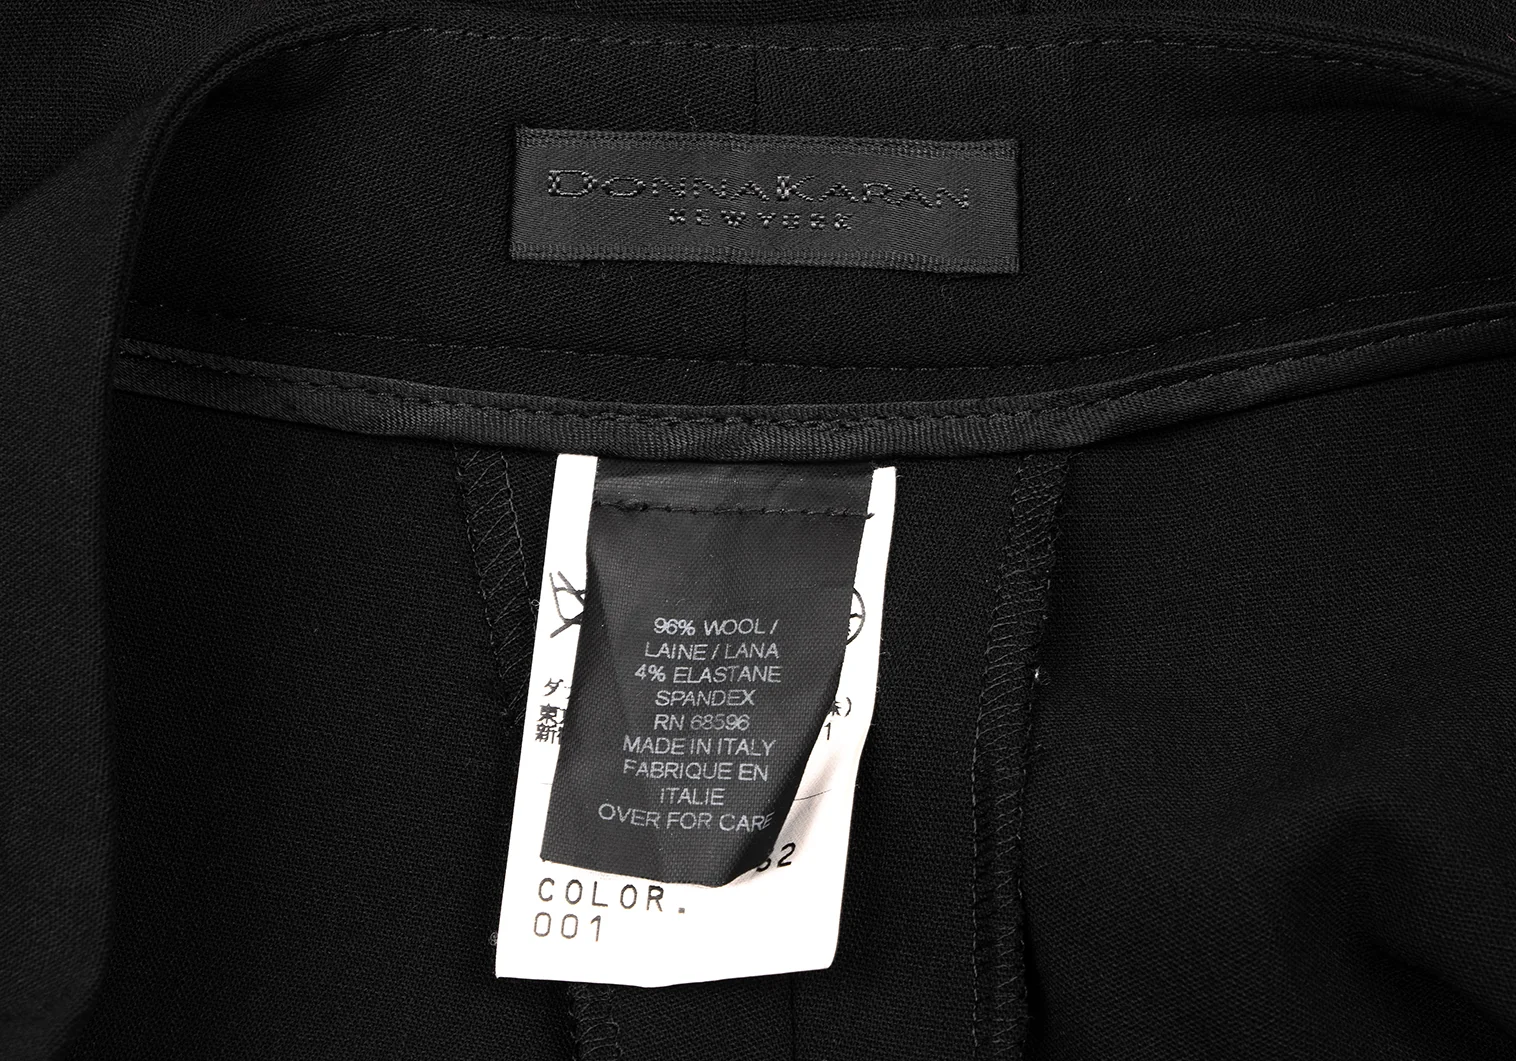 DONNAKARAN
NEW YORK
96% WOOL /
LAINE / LANA
4% ELASTANE
SPANDEX
RN 68596
MADE IN ITALY
FABRIQUE EN
ITALIE
OVER FOR CARE
COLOR.
001